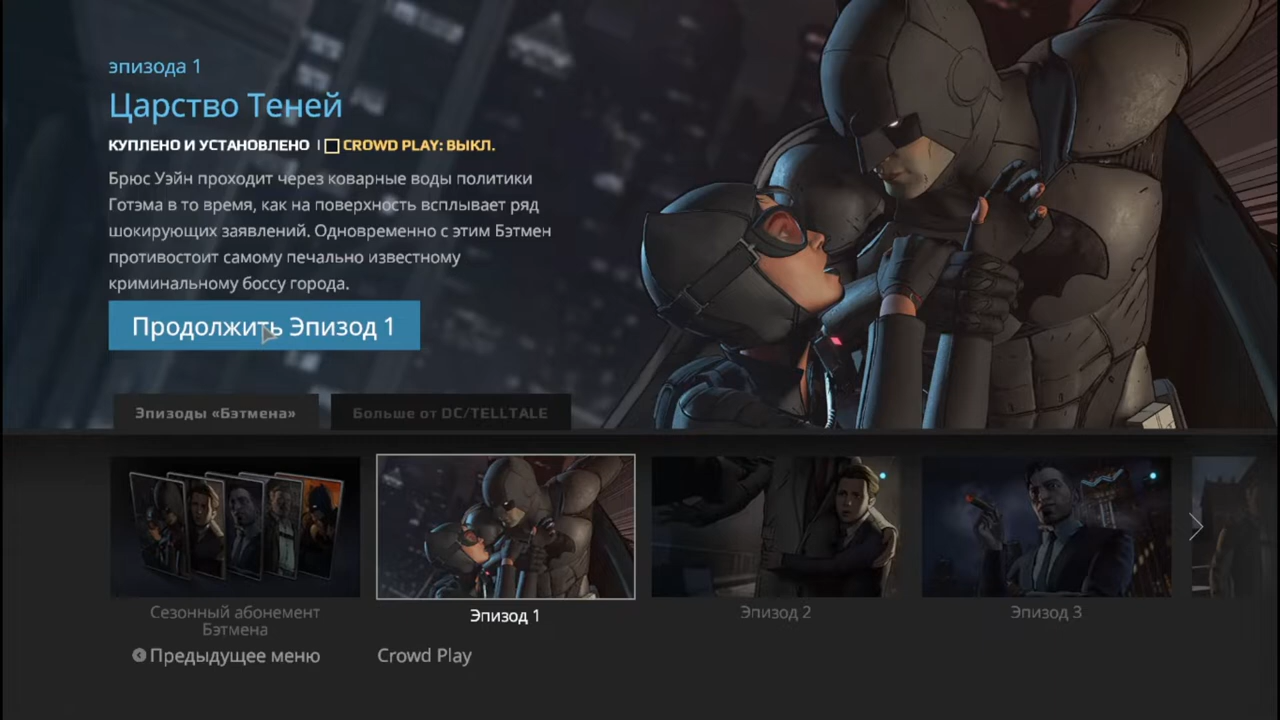 эпизода 1
Царство Теней
КУПЛЕНО И УСТАНОВЛЕНО | CROWD PLAY: ВЫКЛ.
Брюс Уэйн проходит через коварные воды политики
Готэма в то время, как на поверхность всплывает ряд
шокирующих заявлений. Одновременно с этим Бэтмен
противостоит самому печально известному
криминальному боссу города.
Продолжить Эпизод 1
Эпизоды «Бэтмена»
Больше от DC/TELLTALE
Сезонный абонемент
Бэтмена
Эпизод 1
Эпизод 2
Эпизод 3
Предыдущее меню
Crowd Play